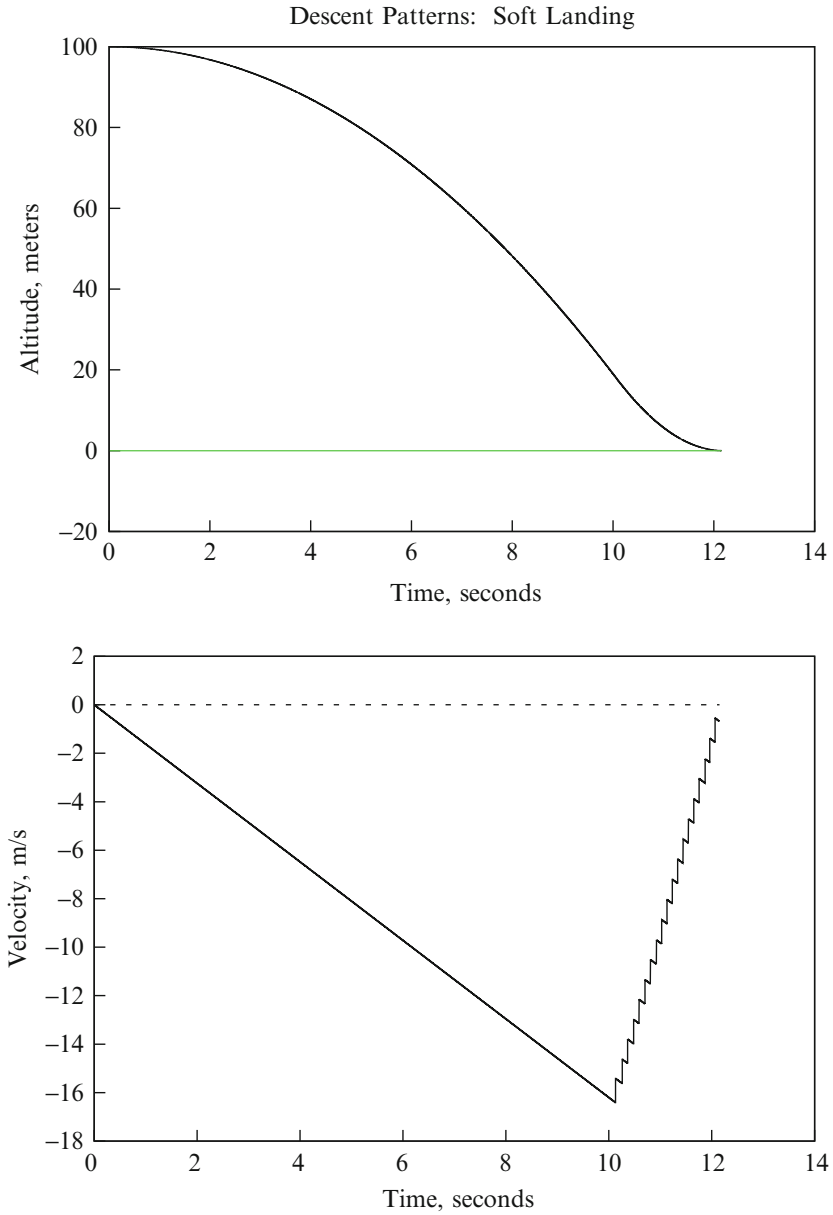 Descent Patterns: Soft Landing
100
80
60
40
20
0
−20
0 2 4 6 8 10 12 14
Altitude, meters
Time, seconds
2
0
−2
−4
−6
−8
−10
−12
−14
−16
−18
0 2 4 6 8 10 12 14
Velocity, m/s
Time, seconds